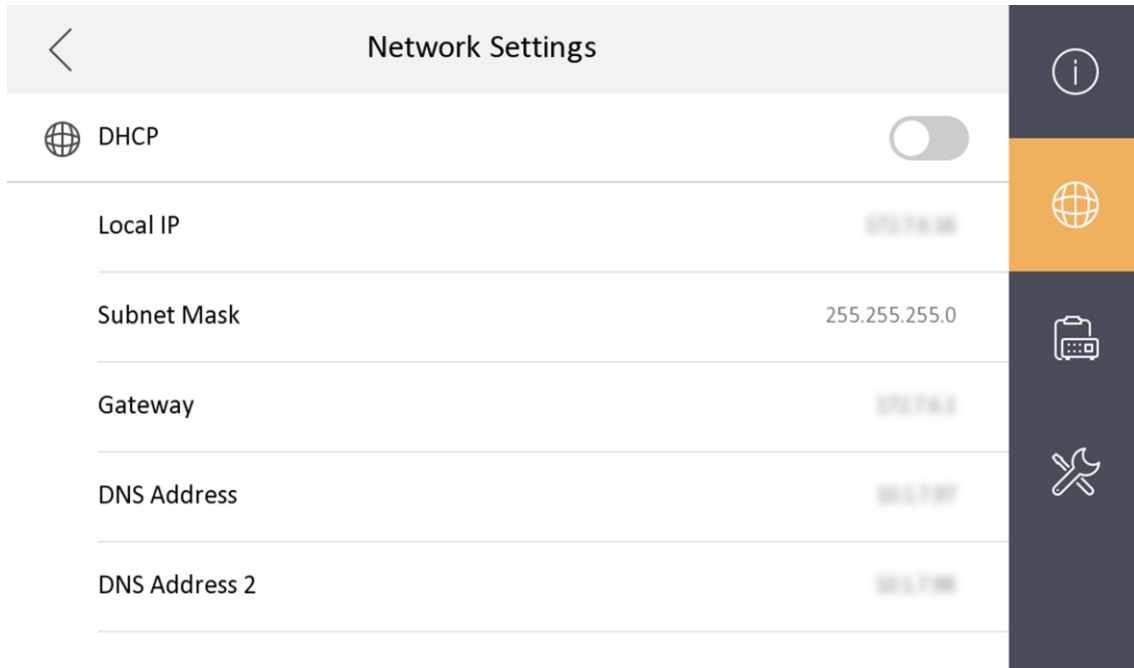 Network Settings
DHCP
Local IP
Subnet Mask 255.255.255.0
Gateway
DNS Address
DNS Address 2